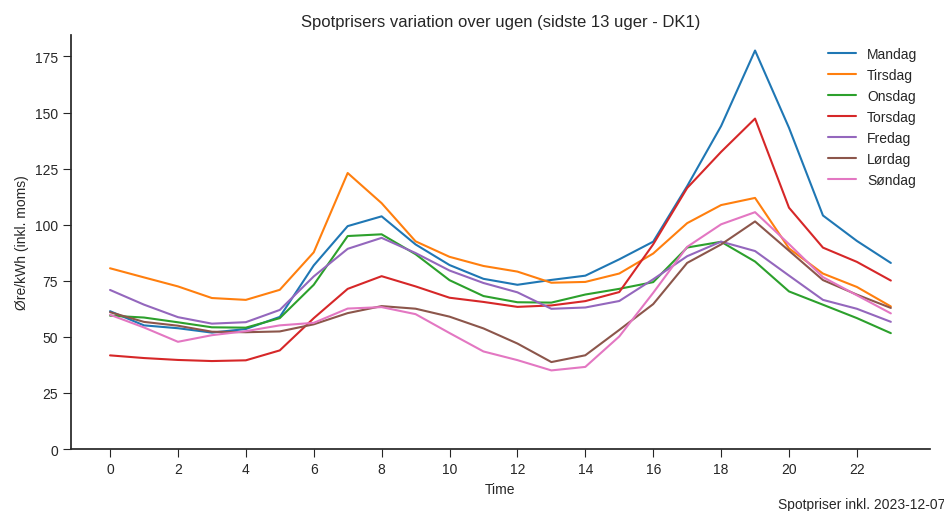 Spotprisers variation over ugen (sidste 13 uger - DK1)
Øre/kWh (inkl. moms)
175
150
125
100
75
50
25
0
Mandag
Tirsdag
Onsdag
Torsdag
Fredag
Lørdag
Søndag
0 2 4 6 8 10 12 14 16 18 20 22
Time
Spotpriser inkl. 2023-12-07